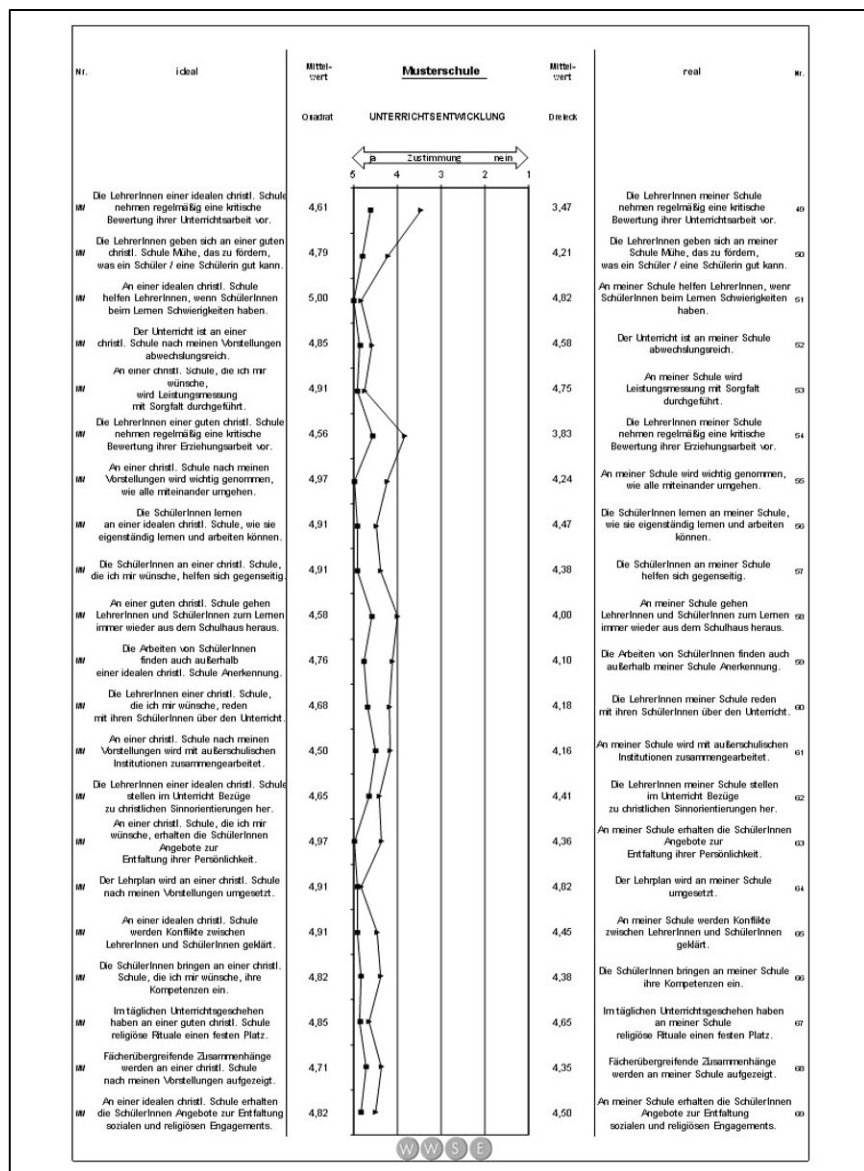 Nr. ideal Mittel-wert Musterschule Mittel-wert real Nr.
Quadrat UNTERRICHTSENTWICKLUNG Dreieck
ja Zustimmung nein
5 4 3 2 1
MW Die LehrerInnen einer idealen christl. Schule nehmen regelmäßig eine kritische Bewertung ihrer Unterrichtsarbeit vor. 4,61 3,47 Die LehrerInnen meiner Schule nehmen regelmäßig eine kritische Bewertung ihrer Unterrichtsarbeit vor. 49
MW Die LehrerInnen geben sich an einer guten christl. Schule Mühe, das zu fördern, was ein Schüler / eine Schülerin gut kann. 4,79 4,21 Die LehrerInnen geben sich an meiner Schule Mühe, das zu fördern, was ein Schüler / eine Schülerin gut kann. 50
MW An einer idealen christl. Schule helfen LehrerInnen, wenn SchülerInnen beim Lernen Schwierigkeiten haben. 5,00 4,82 An meiner Schule helfen LehrerInnen, wenn SchülerInnen beim Lernen Schwierigkeiten haben. 51
MW Der Unterricht ist an einer christl. Schule nach meinen Vorstellungen abwechslungsreich. 4,85 4,58 Der Unterricht ist an meiner Schule abwechslungsreich. 52
MW An einer christl. Schule, die ich mir wünsche, wird Leistungsmessung mit Sorgfalt durchgeführt. 4,91 4,75 An meiner Schule wird Leistungsmessung mit Sorgfalt durchgeführt. 53
MW Die LehrerInnen einer guten christl. Schule nehmen regelmäßig eine kritische Bewertung ihrer Erziehungsarbeit vor. 4,56 3,83 Die LehrerInnen meiner Schule nehmen regelmäßig eine kritische Bewertung ihrer Erziehungsarbeit vor. 54
MW An einer christl. Schule nach meinen Vorstellungen wird wichtig genommen, wie alle miteinander umgehen. 4,97 4,24 An meiner Schule wird wichtig genommen, wie alle miteinander umgehen. 55
MW Die SchülerInnen lernen an einer idealen christl. Schule, wie sie eigenständig lernen und arbeiten können. 4,91 4,47 Die SchülerInnen lernen an meiner Schule, wie sie eigenständig lernen und arbeiten können. 56
MW Die SchülerInnen an einer christl. Schule, die ich mir wünsche, helfen sich gegenseitig. 4,91 4,38 Die SchülerInnen an meiner Schule helfen sich gegenseitig. 57
MW An einer guten christl. Schule gehen LehrerInnen und SchülerInnen zum Lernen immer wieder aus dem Schulhaus heraus. 4,58 4,00 An meiner Schule gehen LehrerInnen und SchülerInnen zum Lernen immer wieder aus dem Schulhaus heraus. 58
MW Die Arbeiten von SchülerInnen finden auch außerhalb einer idealen christl. Schule Anerkennung. 4,76 4,10 Die Arbeiten von SchülerInnen finden auch außerhalb meiner Schule Anerkennung. 59
MW Die LehrerInnen einer christl. Schule, die ich mir wünsche, reden mit ihren SchülerInnen über den Unterricht. 4,68 4,18 Die LehrerInnen meiner Schule reden mit ihren SchülerInnen über den Unterricht. 60
MW An einer christl. Schule nach meinen Vorstellungen wird mit außerschulischen Institutionen zusammengearbeitet. 4,50 4,16 An meiner Schule wird mit außerschulischen Institutionen zusammengearbeitet. 61
MW Die LehrerInnen einer idealen christl. Schule stellen im Unterricht Bezüge zu christlichen Sinnorientierungen her. 4,65 4,41 Die LehrerInnen meiner Schule stellen im Unterricht Bezüge zu christlichen Sinnorientierungen her. 62
MW An einer christl. Schule, die ich mir wünsche, erhalten die SchülerInnen Angebote zur Entfaltung ihrer Persönlichkeit. 4,97 4,36 An meiner Schule erhalten die SchülerInnen Angebote zur Entfaltung ihrer Persönlichkeit. 63
MW Der Lehrplan wird an einer christl. Schule nach meinen Vorstellungen umgesetzt. 4,91 4,82 Der Lehrplan wird an meiner Schule umgesetzt. 64
MW An einer idealen christl. Schule werden Konflikte zwischen LehrerInnen und SchülerInnen geklärt. 4,91 4,45 An meiner Schule werden Konflikte zwischen LehrerInnen und SchülerInnen geklärt. 65
MW Die SchülerInnen bringen an einer christl. Schule, die ich mir wünsche, ihre Kompetenzen ein. 4,82 4,38 Die SchülerInnen bringen an meiner Schule ihre Kompetenzen ein. 66
MW Im täglichen Unterrichtsgeschehen haben an einer guten christl. Schule religiöse Rituale einen festen Platz. 4,85 4,65 Im täglichen Unterrichtsgeschehen haben an meiner Schule religiöse Rituale einen festen Platz. 67
MW Fächerübergreifende Zusammenhänge werden an einer christl. Schule nach meinen Vorstellungen aufgezeigt. 4,71 4,35 Fächerübergreifende Zusammenhänge werden an meiner Schule aufgezeigt. 68
MW An einer idealen christl. Schule erhalten die SchülerInnen Angebote zur Entfaltung sozialen und religiösen Engagements. 4,82 4,50 An meiner Schule erhalten die SchülerInnen Angebote zur Entfaltung sozialen und religiösen Engagements. 69
WWSE